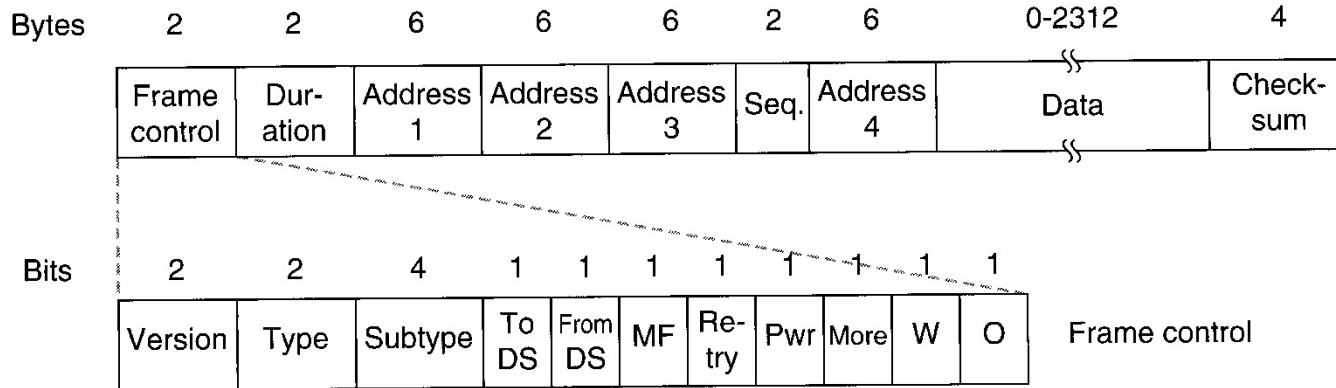 Bytes 2 2 6 6 6 2 6 0-2312 4
Frame control Dur-ation Address 1 Address 2 Address 3 Seq. Address 4 Data Check-sum
Bits 2 2 4 1 1 1 1 1 1 1 1
Version Type Subtype To DS From DS MF Re-try Pwr More W O Frame control